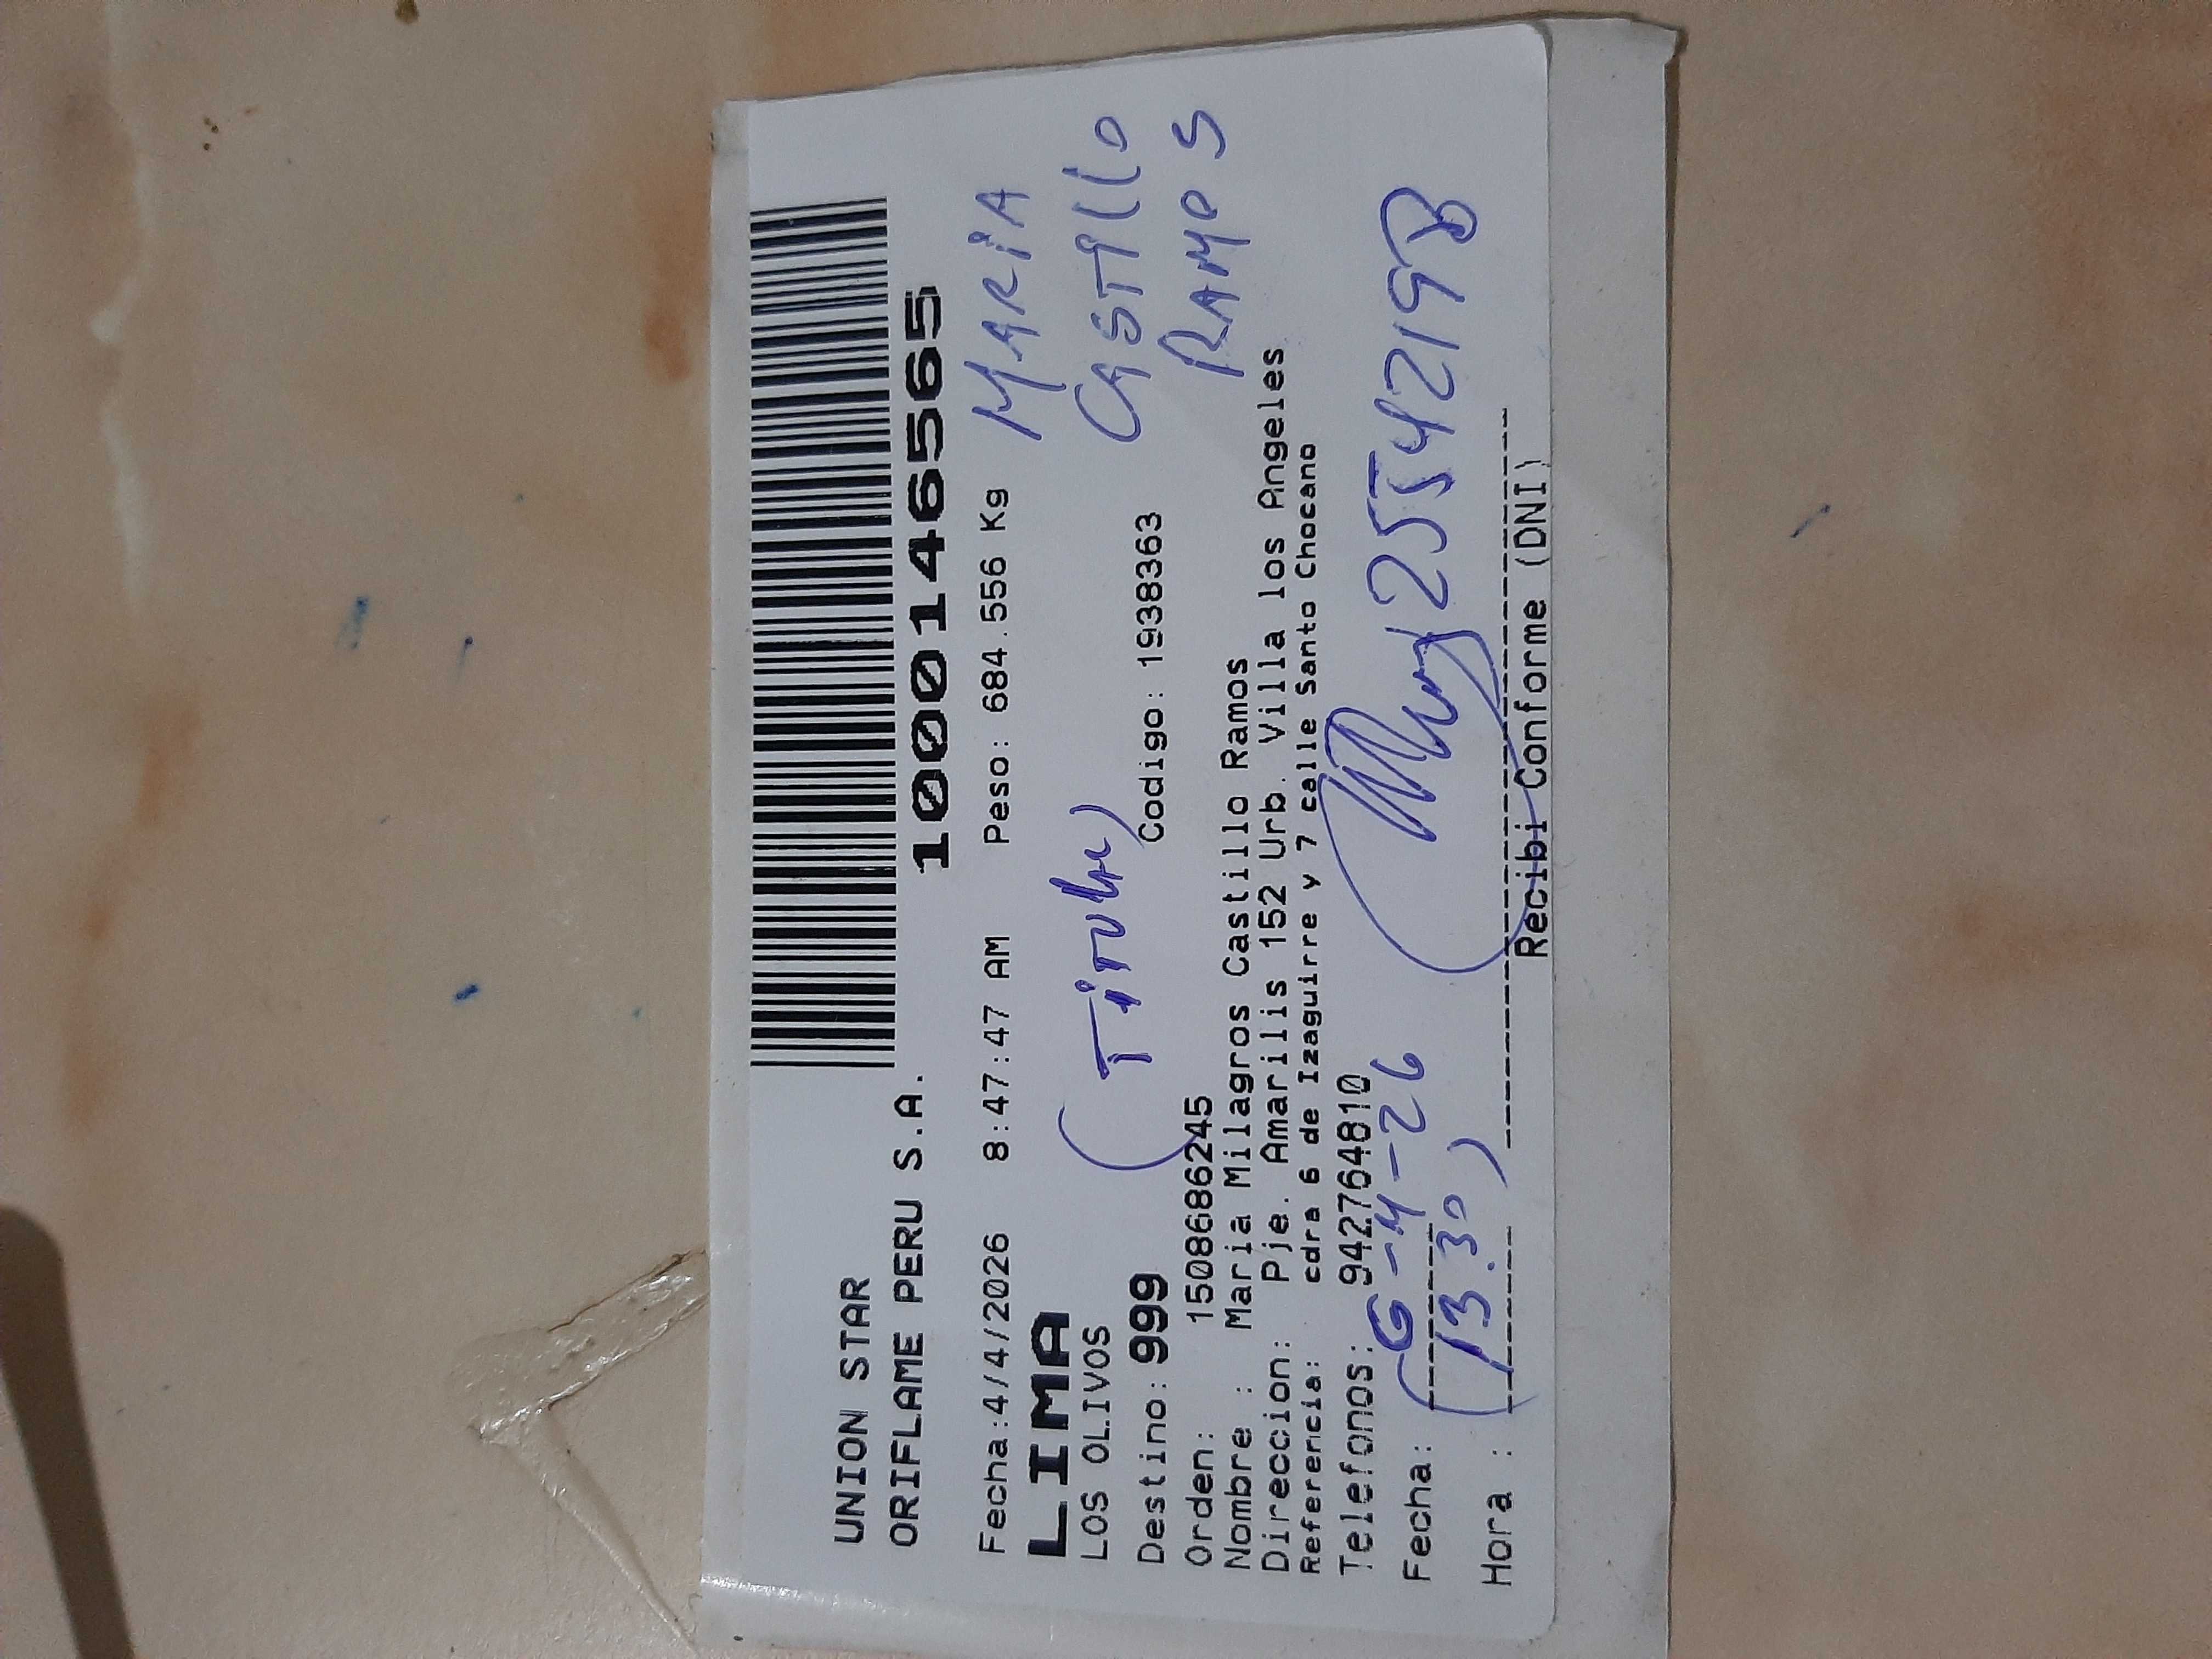 UNION STAR
ORIFLAME PERU S.A.
10001465565
Fecha:4/4/2026 8:47:47 AM Peso: 684.556 Kg
MARiA
LIMA
LOS OLIVOS
(TiTULAR)
CASTiLLO
Destino: 999 Codigo: 1938363
RAMOS
Orden: 15086862​45
Nombre : Maria Milagros Castillo Ramos
Direccion: Pje. Amarilis 152 Urb. Villa los Angeles
Referencia: cdra 6 de Izaguirre y 7 calle Santo Chocano
Telefonos: 942764810
Fecha: (6-4-26
25542198
Hora : (13.30)
Recibi Conforme (DNI)